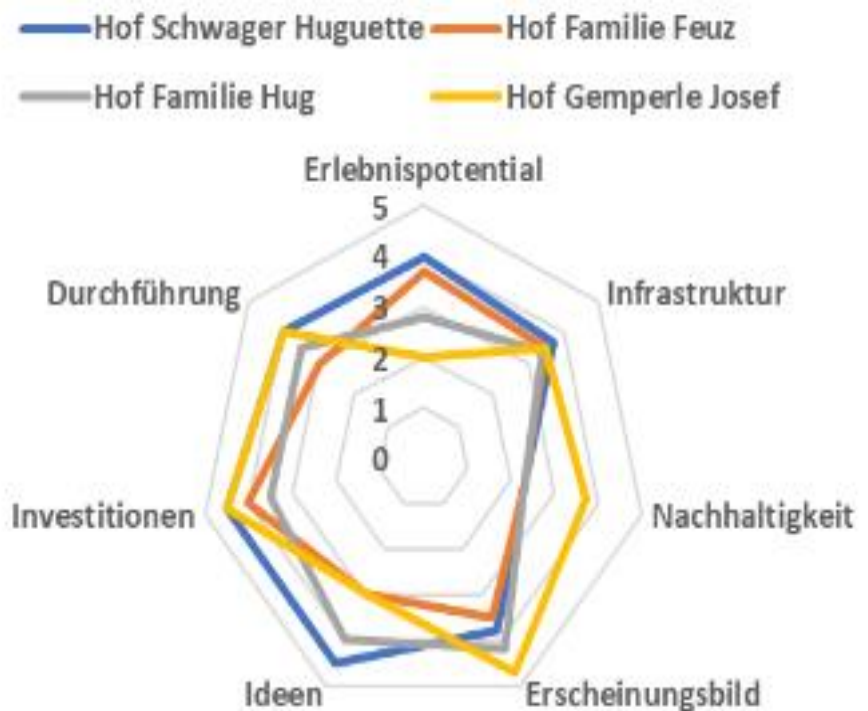 Hof Schwager Huguette Hof Familie Feuz
Hof Familie Hug Hof Gemperle Josef
Erlebnispotential
5
4
Durchführung Infrastruktur
3
2
1
0
Investitionen Nachhaltigkeit
Ideen Erscheinungsbild